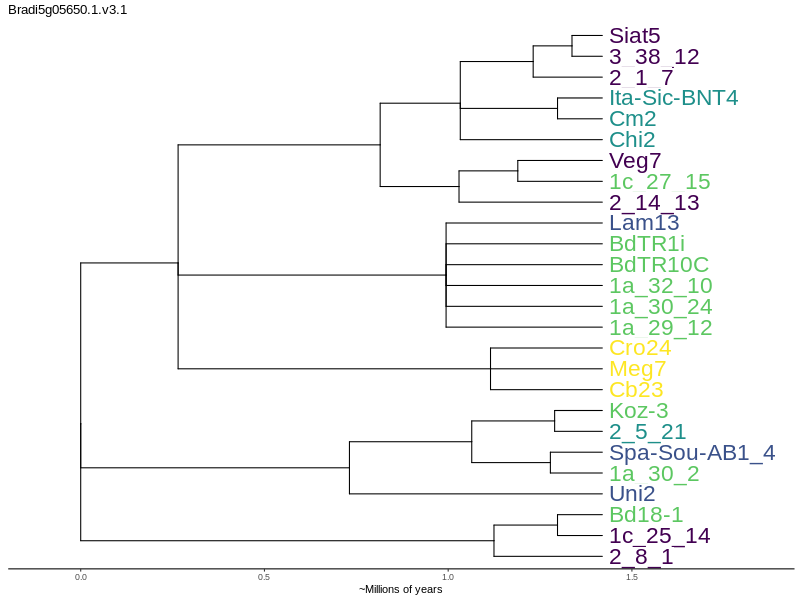 Bradi5g05650.1.v3.1
Siat5
3_38_12
2_1_7
Ita-Sic-BNT4
Cm2
Chi2
Veg7
1c_27_15
2_14_13
Lam13
BdTR1i
BdTR10C
1a_32_10
1a_30_24
1a_29_12
Cro24
Meg7
Cb23
Koz-3
2_5_21
Spa-Sou-AB1_4
1a_30_2
Uni2
Bd18-1
1c_25_14
2_8_1
0.0 0.5 1.0 1.5
~Millions of years